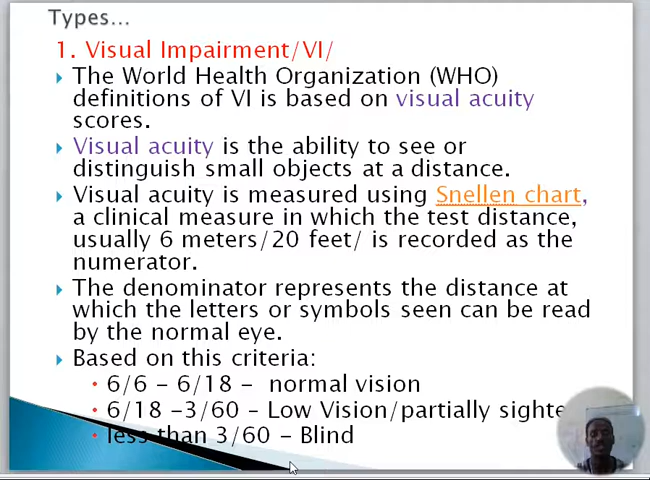 Types...
1. Visual Impairment/VI/
The World Health Organization (WHO)
definitions of VI is based on visual acuity
scores.
Visual acuity is the ability to see or
distinguish small objects at a distance.
Visual acuity is measured using Snellen chart,
a clinical measure in which the test distance,
usually 6 meters/20 feet/ is recorded as the
numerator.
The denominator represents the distance at
which the letters or symbols seen can be read
by the normal eye.
Based on this criteria:
• 6/6 – 6/18 – normal vision
• 6/18 –3/60 – Low Vision/partially sighte
• less than 3/60 – Blind